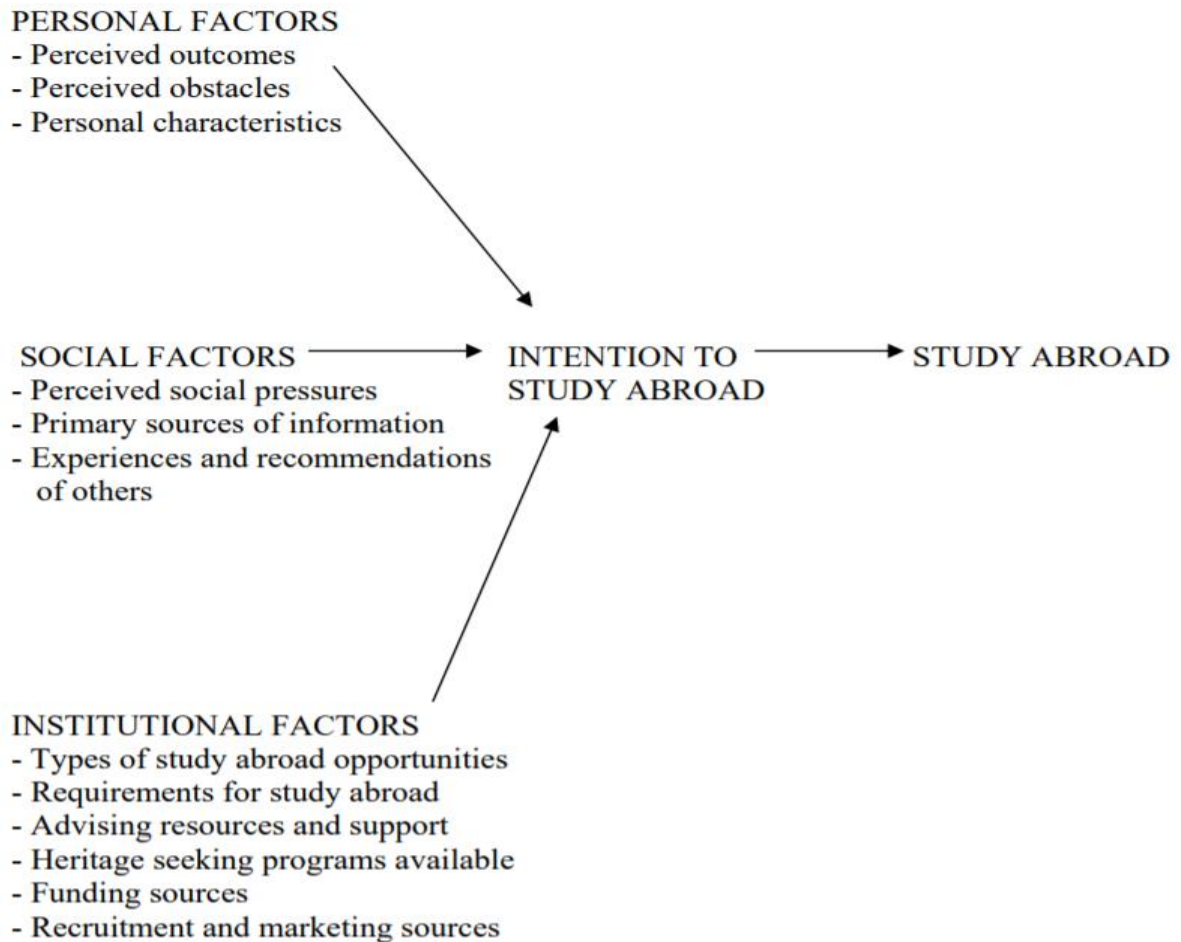 PERSONAL FACTORS
- Perceived outcomes
- Perceived obstacles
- Personal characteristics
SOCIAL FACTORS
- Perceived social pressures
- Primary sources of information
- Experiences and recommendations
of others
INTENTION TO
STUDY ABROAD
STUDY ABROAD
INSTITUTIONAL FACTORS
- Types of study abroad opportunities
- Requirements for study abroad
- Advising resources and support
- Heritage seeking programs available
- Funding sources
- Recruitment and marketing sources